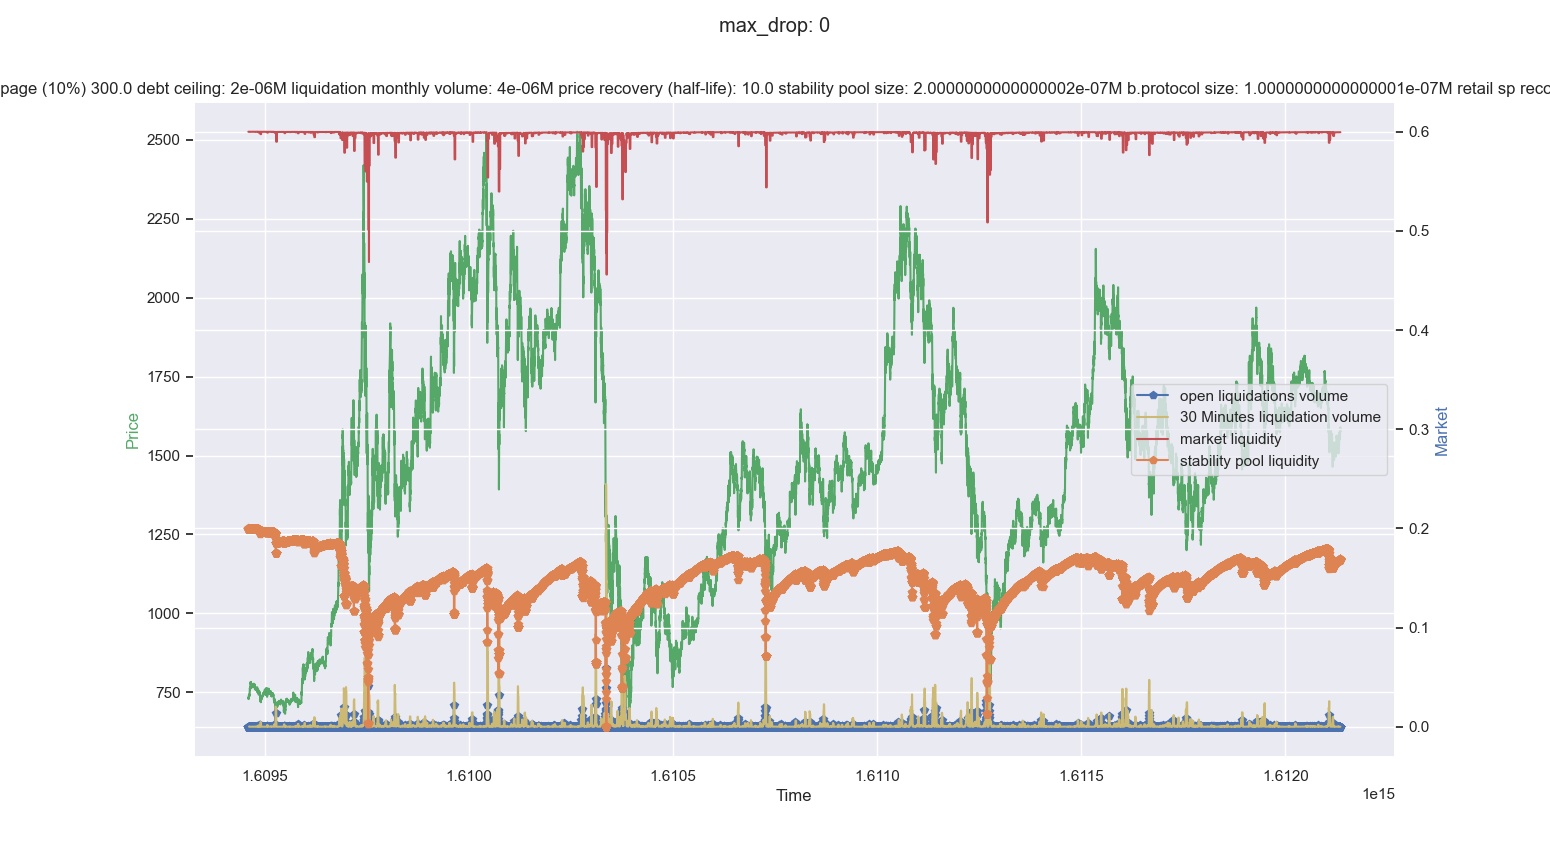 max_drop: 0
page (10%) 300.0 debt ceiling: 2e-06M liquidation monthly volume: 4e-06M price recovery (half-life): 10.0 stability pool size: 2.0000000000000002e-07M b.protocol size: 1.0000000000000001e-07M retail sp reco
2500
2250
2000
1750
1500
1250
1000
750
Price
0.6
0.5
0.4
0.3
0.2
0.1
0.0
Market
open liquidations volume
30 Minutes liquidation volume
market liquidity
stability pool liquidity
1.6095 1.6100 1.6105 1.6110 1.6115 1.6120
Time
1e15